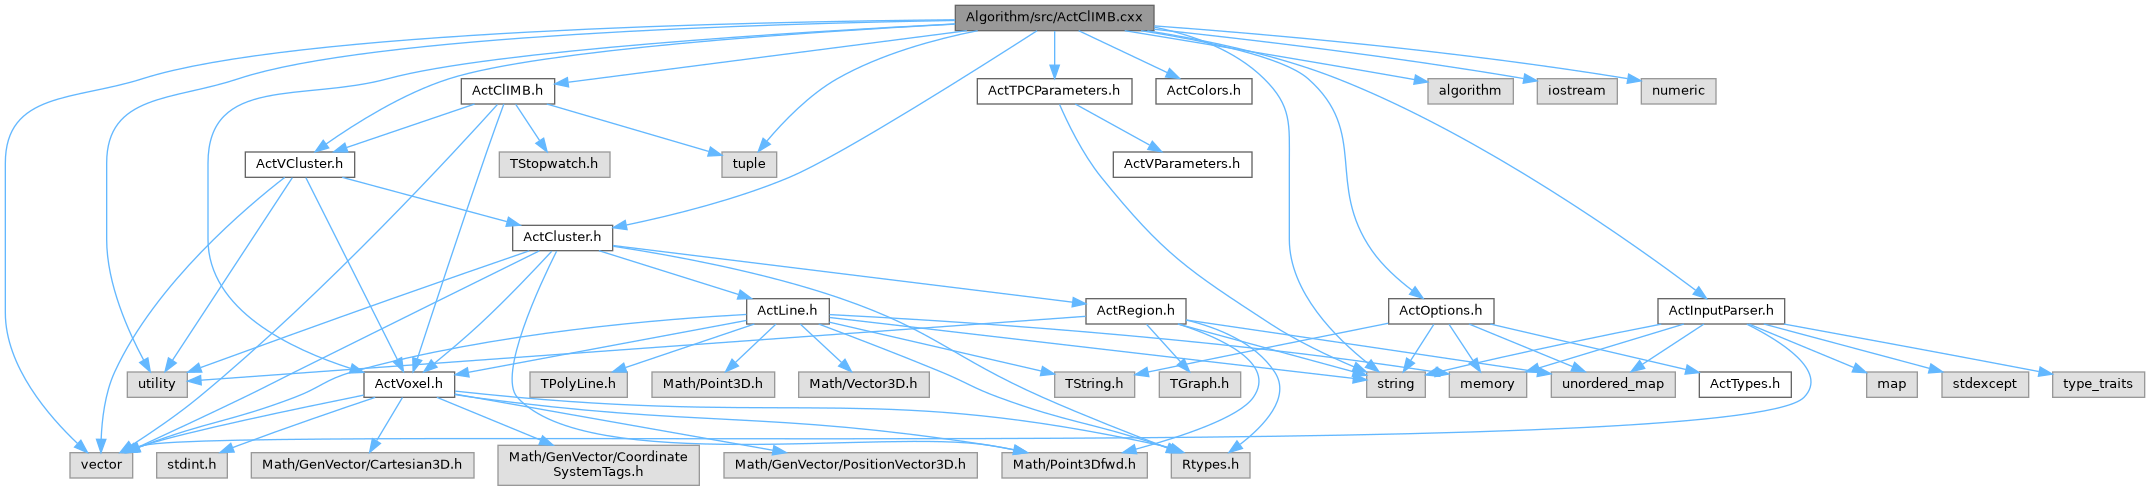 Algorithm/src/ActClIMB.cxx
ActClIMB.h
ActTPCParameters.h
ActColors.h
algorithm
iostream
numeric
ActVCluster.h
TStopwatch.h
tuple
ActVParameters.h
ActCluster.h
ActLine.h
ActRegion.h
ActOptions.h
ActInputParser.h
utility
ActVoxel.h
TPolyLine.h
Math/Point3D.h
Math/Vector3D.h
TString.h
TGraph.h
string
memory
unordered_map
ActTypes.h
map
stdexcept
type_traits
vector
stdint.h
Math/GenVector/Cartesian3D.h
Math/GenVector/Coordinate
SystemTags.h
Math/GenVector/PositionVector3D.h
Math/Point3Dfwd.h
Rtypes.h